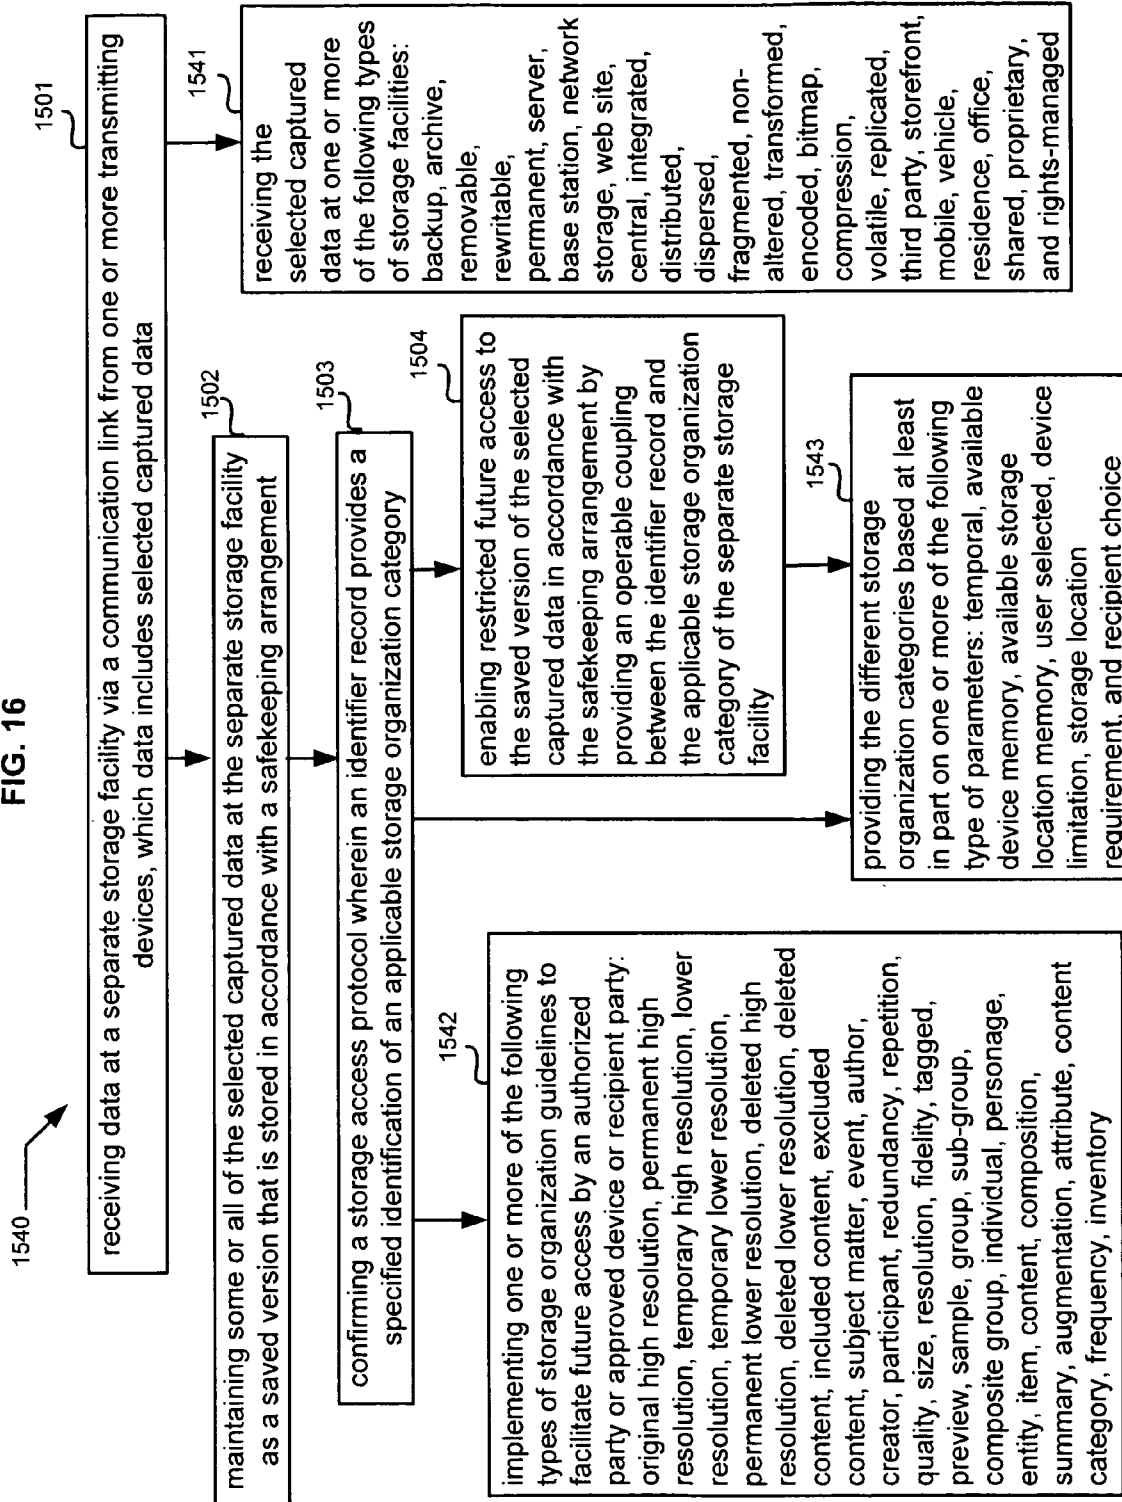 FIG. 16
1540
1501
receiving data at a separate storage facility via a communication link from one or more transmitting
devices, which data includes selected captured data
1502
maintaining some or all of the selected captured data at the separate storage facility
as a saved version that is stored in accordance with a safekeeping arrangement
1503
confirming a storage access protocol wherein an identifier record provides a
specified identification of an applicable storage organization category
1541
receiving the
selected captured
data at one or more
of the following types
of storage facilities:
backup, archive,
removable,
rewritable,
permanent, server,
base station, network
storage, web site,
central, integrated,
distributed,
dispersed,
fragmented, non-
altered, transformed,
encoded, bitmap,
compression,
volatile, replicated,
third party, storefront,
mobile, vehicle,
residence, office,
shared, proprietary,
and rights-managed
1504
enabling restricted future access to
the saved version of the selected
captured data in accordance with
the safekeeping arrangement by
providing an operable coupling
between the identifier record and
the applicable storage organization
category of the separate storage
facility
1542
implementing one or more of the following
types of storage organization guidelines to
facilitate future access by an authorized
party or approved device or recipient party:
original high resolution, permanent high
resolution, temporary high resolution, lower
resolution, temporary lower resolution,
permanent lower resolution, deleted high
resolution, deleted lower resolution, deleted
content, included content, excluded
content, subject matter, event, author,
creator, participant, redundancy, repetition,
quality, size, resolution, fidelity, tagged,
preview, sample, group, sub-group,
composite group, individual, personage,
entity, item, content, composition,
summary, augmentation, attribute, content
category, frequency, inventory
1543
providing the different storage
organization categories based at least
in part on one or more of the following
type of parameters: temporal, available
device memory, available storage
location memory, user selected, device
limitation, storage location
requirement, and recipient choice